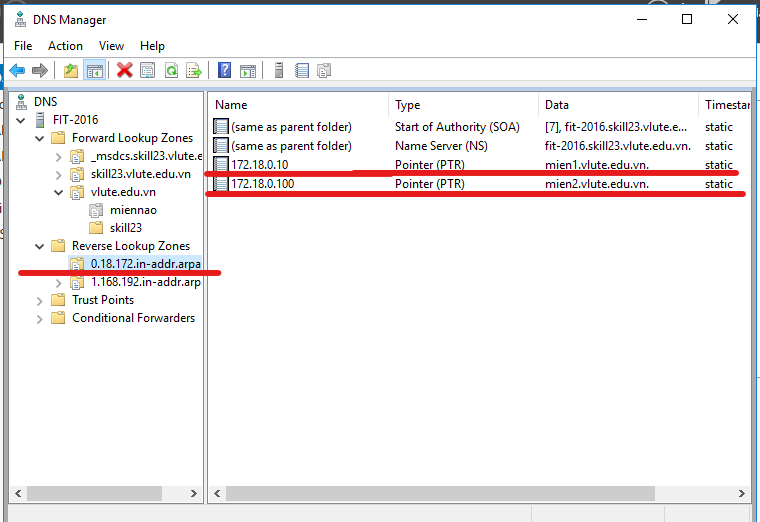 DNS Manager
File Action View Help
DNS
FIT-2016
Forward Lookup Zones
_msdcs.skill23.vlute.e
skill23.vlute.edu.vn
vlute.edu.vn
miennao
skill23
Reverse Lookup Zones
0.18.172.in-addr.arpa
1.168.192.in-addr.arp
Trust Points
Conditional Forwarders
Name Type Data Timestar
(same as parent folder) Start of Authority (SOA) [7], fit-2016.skill23.vlute.e... static
(same as parent folder) Name Server (NS) fit-2016.skill23.vlute.edu.vn. static
172.18.0.10 Pointer (PTR) mien1.vlute.edu.vn. static
172.18.0.100 Pointer (PTR) mien2.vlute.edu.vn. static